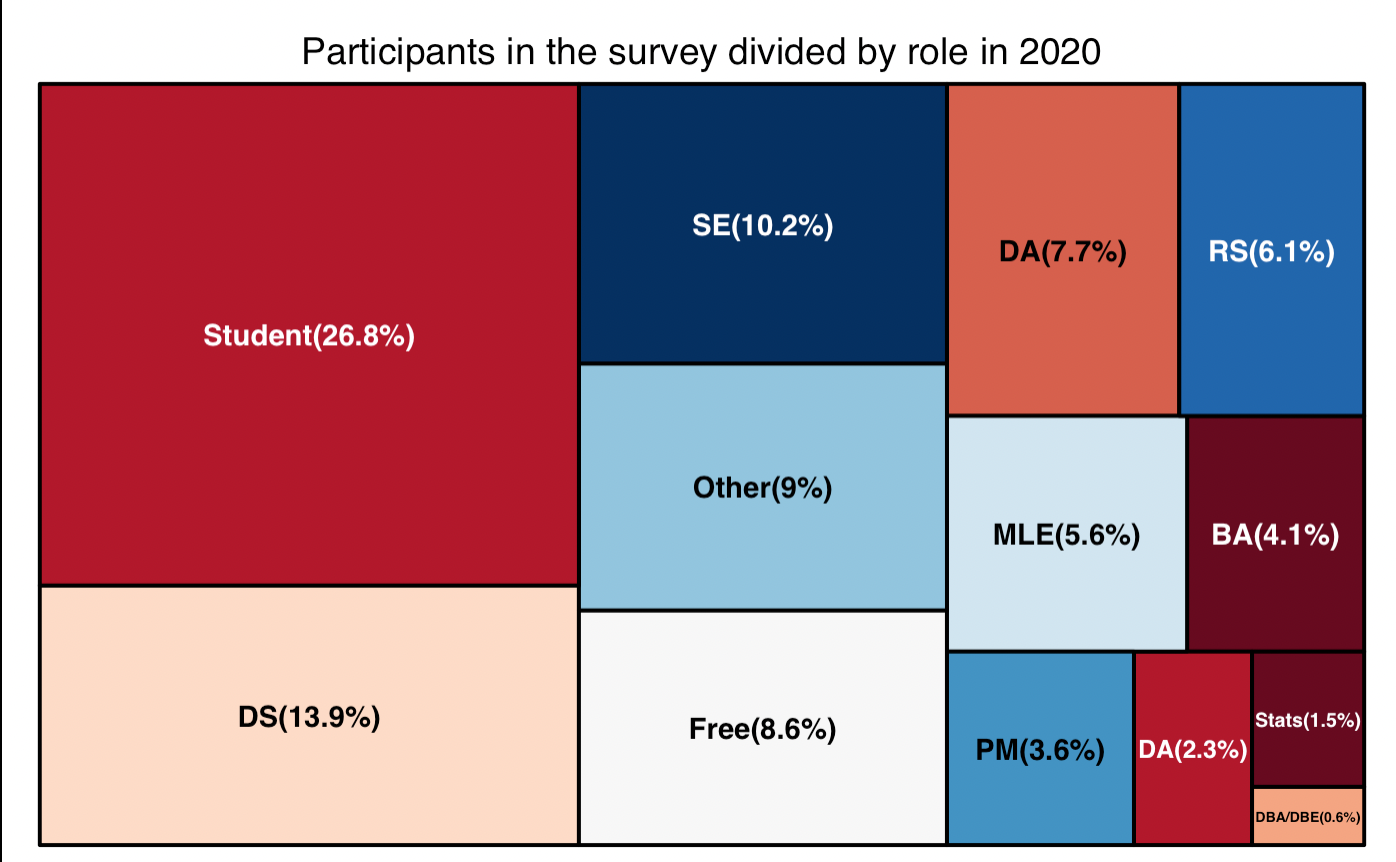 Participants in the survey divided by role in 2020
Student(26.8%)
DS(13.9%)
SE(10.2%)
Other(9%)
Free(8.6%)
DA(7.7%)
RS(6.1%)
MLE(5.6%)
BA(4.1%)
PM(3.6%)
DA(2.3%)
Stats(1.5%)
DBA/DBE(0.6%)